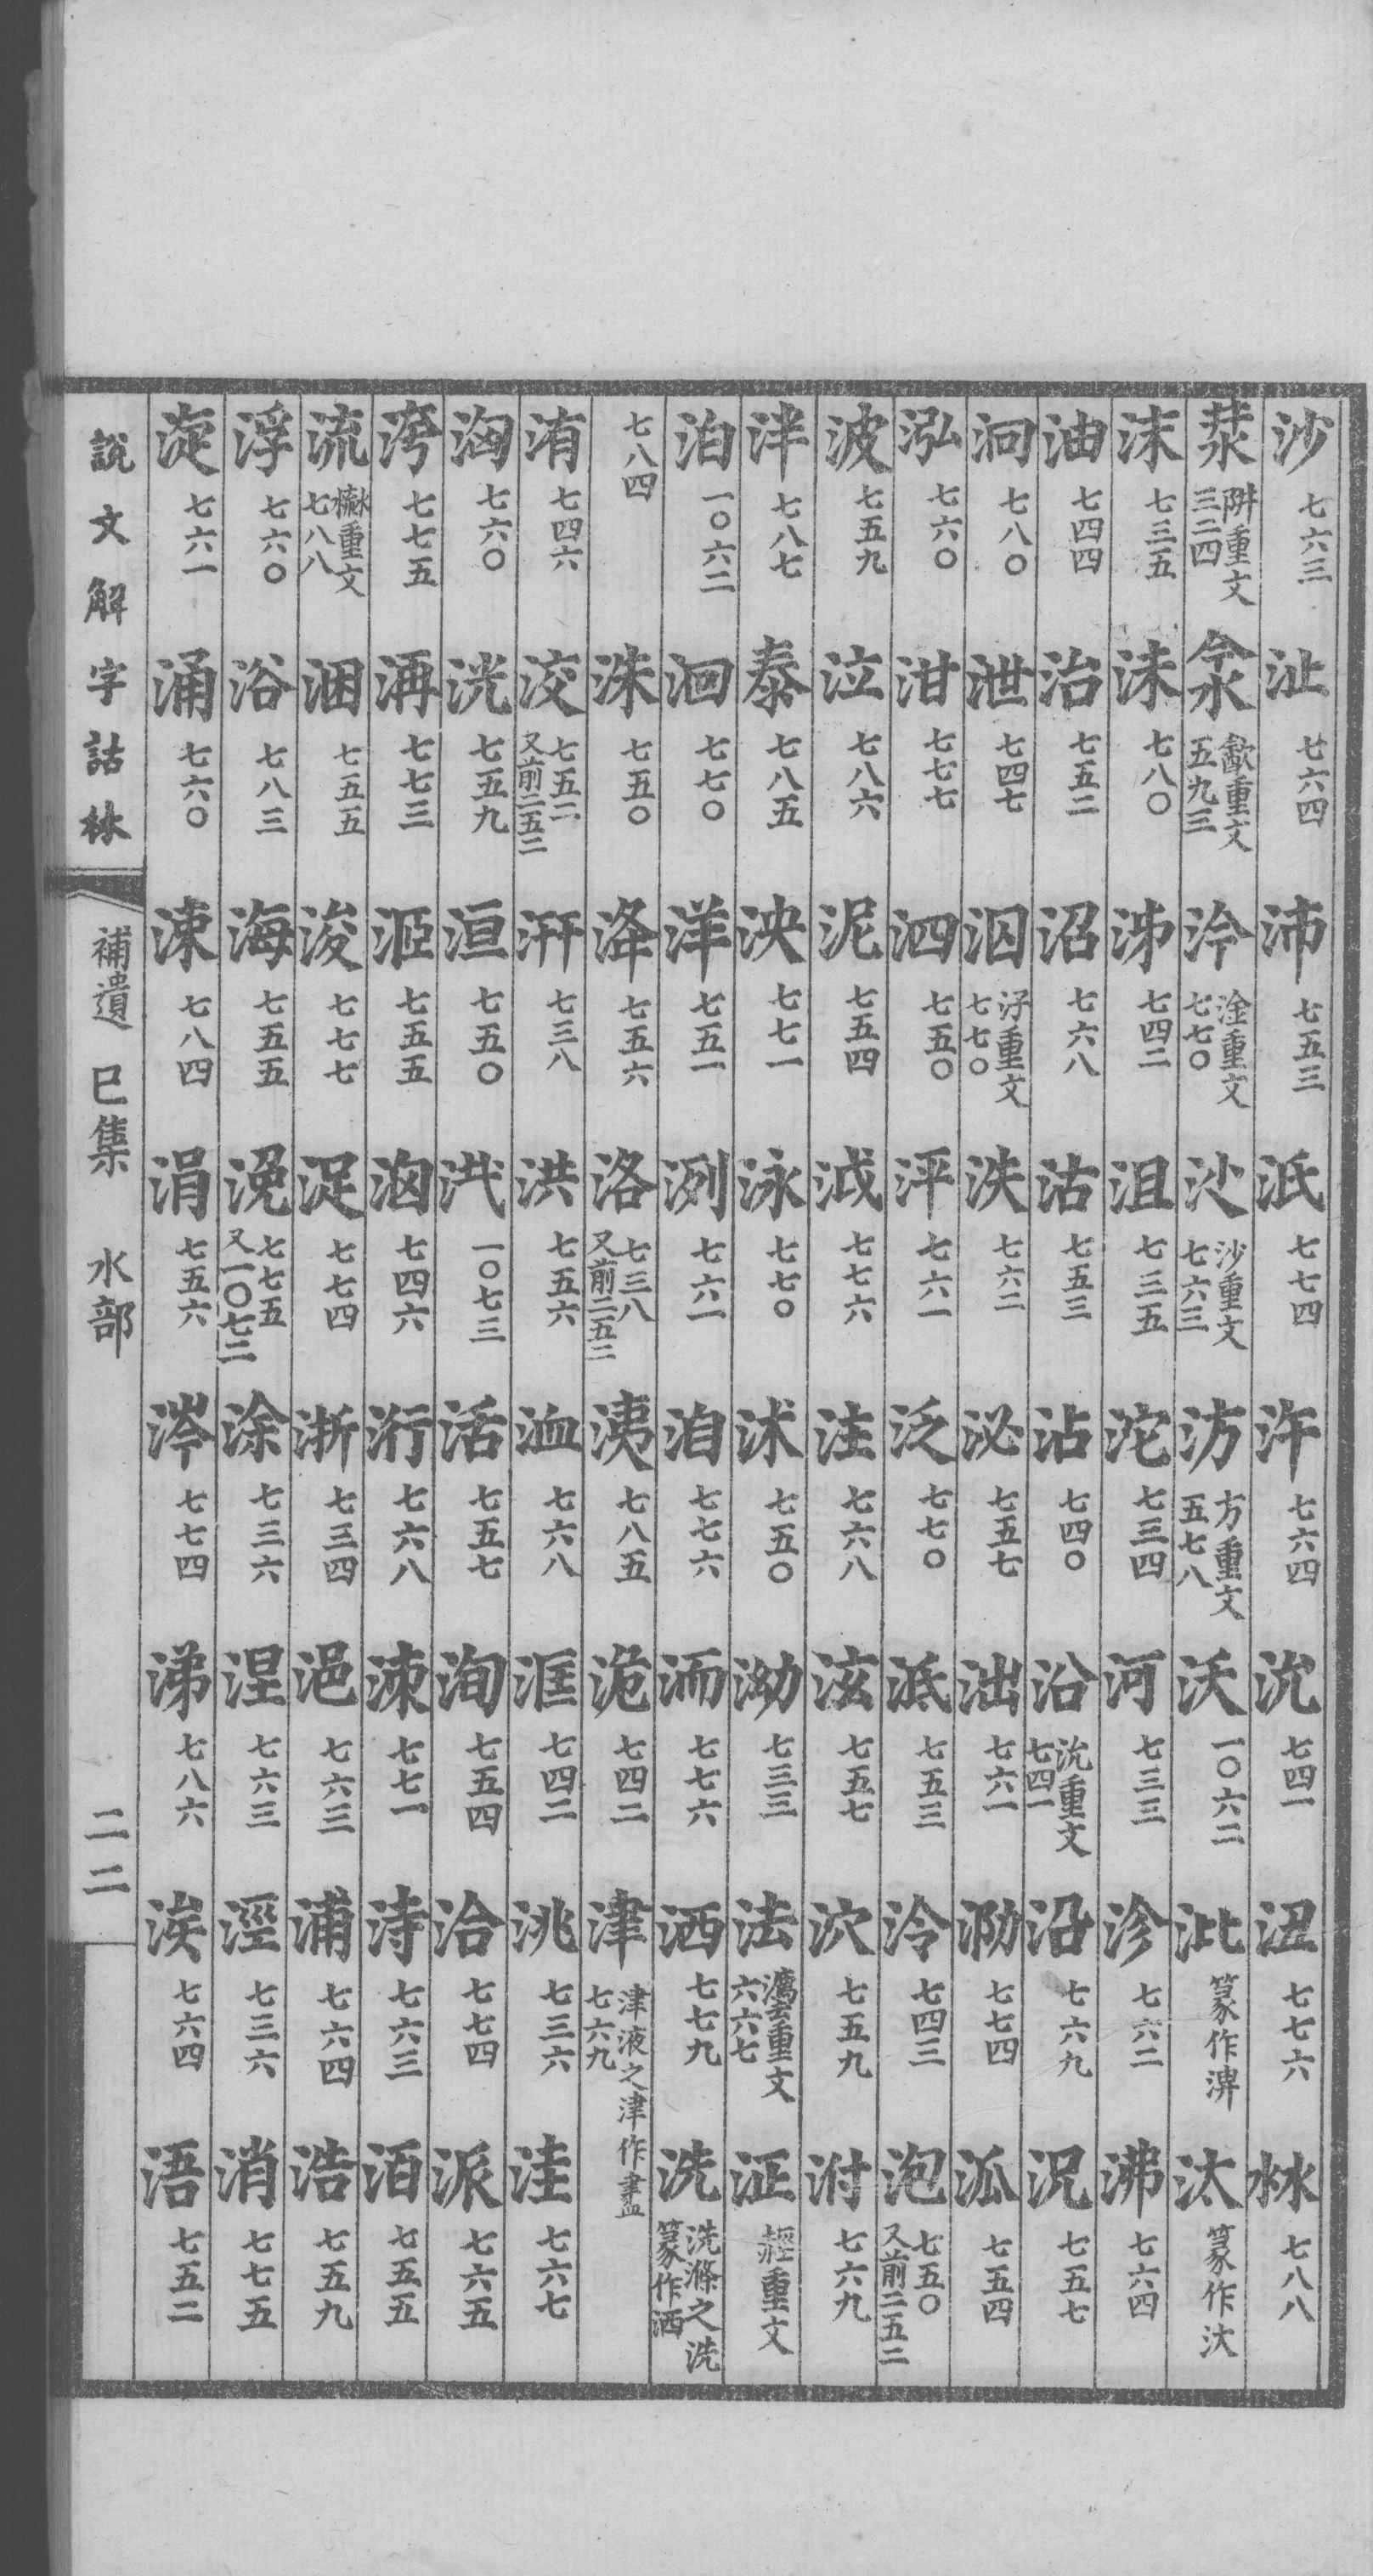 沙 七六三 沚 七六四 沛 七五三 汦 七七四 汻 七六四 沇 七四一 沑 七七六 沝 七八八
汬 阱重文 三二四 㱃重文 五九三 汵 淦重文 七七〇 沙重文 七六三 汸 方重文 五七八 沃 一〇六二 沘 篆作渒 汰 篆作汏
沫 七三五 沬 七八〇 泲 七四二 沮 七三五 沱 七三四 河 七三三 沴 七六二 沸 七六四
油 七四四 治 七五二 沼 七六八 沽 七五三 沾 七四〇 㳂 沇重文 七四一 沿 七六九 況 七五七
泂 七八〇 泄 七四七 泅 汓重文 七七〇 泆 七六二 泌 七五七 泏 七六一 泐 七七四 泒 七五四
泓 七六〇 泔 七七七 泗 七五〇 泙 七六一 泛 七七〇 泜 七五三 泠 七四三 泡 七五〇 又前二五二
波 七五九 泣 七八六 泥 七五四 泧 七七六 注 七六八 泫 七五七 泬 七五九 泭 七六九
泮 七八七 泰 七八五 泱 七七一 泳 七七〇 沭 七五〇 泑 七三三 法 灋重文 六六七 泟 經重文
泊 一〇六二 洄 七七〇 洋 七五一 洌 七六一 洎 七七六 洏 七七六 洒 七七九 洗 洗滌之洗 篆作洒
七八四 洙 七五〇 洚 七五六 洛 七三八 又前二五二 洟 七八五 洈 七四二 津 津液之津作𧗁 七六九
洧 七四六 洨 七五二 又前二五二 汧 七三八 洪 七五六 洫 七六八 洭 七四二 洮 七三六 洼 七六七
洶 七六〇 洸 七五九 洹 七五〇 一〇七三 活 七五七 洵 七五四 洽 七七四 派 七六五
洿 七七五 洅 七七三 洍 七五五 洶 七四六 洐 七六八 涑 七七一 洔 七六三 洦 七五五
流 㵉重文 七八八 涃 七五五 浚 七七七 浞 七七四 浙 七三四 浥 七六三 浦 七六四 浩 七五九
浮 七六〇 浴 七八三 海 七五五 浼 七七五 又一〇七二 涂 七三六 涅 七六三 涇 七三六 消 七七五
淀 七六一 涌 七六〇 涷 七八四 涓 七五六 涔 七七四 涕 七八六 涘 七六四 浯 七五二
說文解字詁林 補遺 巳集 水部 二二